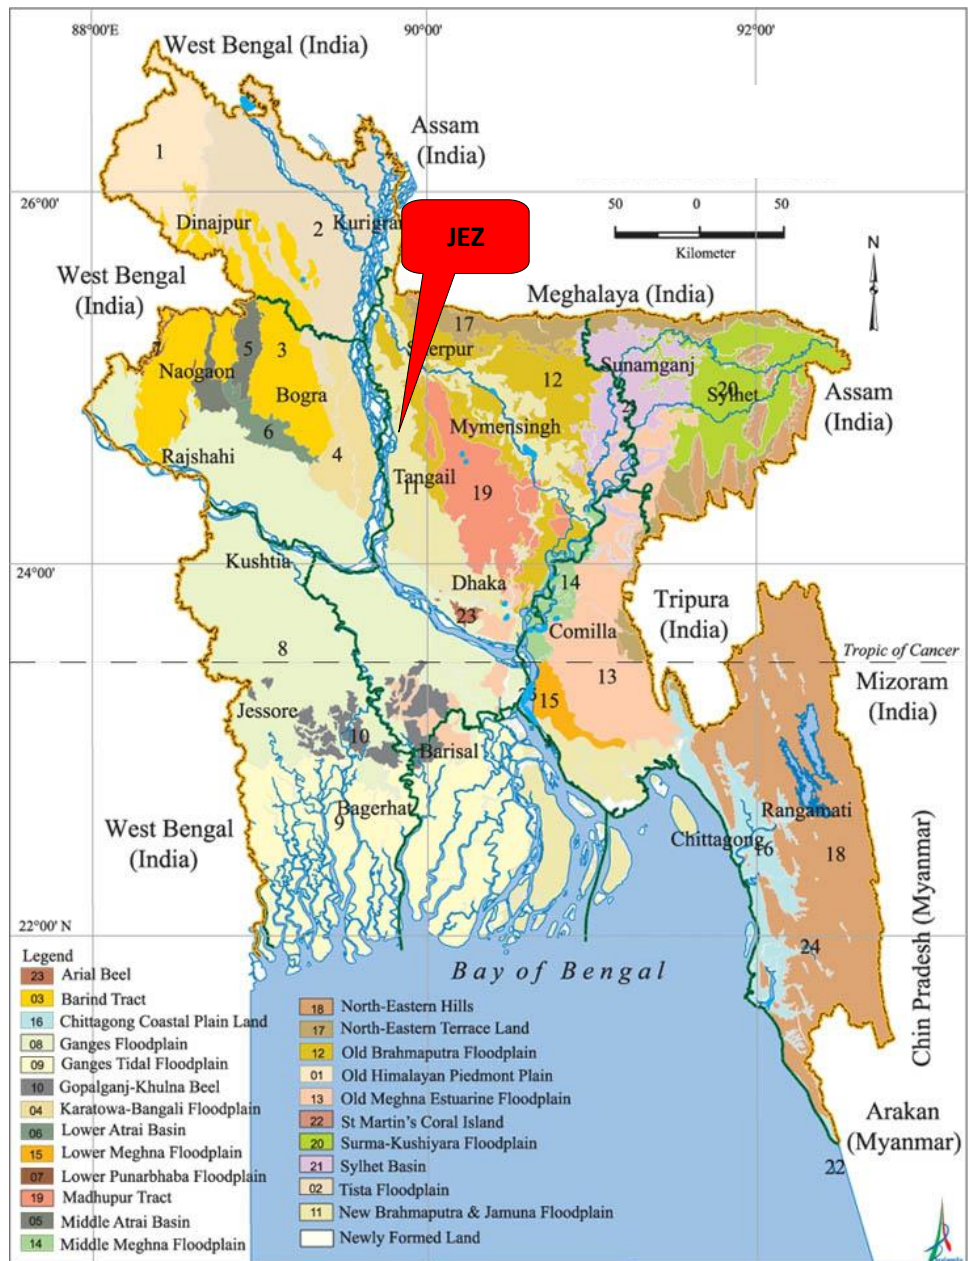 88°00'E
90°00'
92°00'
West Bengal (India)
Assam
(India)
1
26°00'
50
0
50
Kilometer
N
Dinajpur
2
JEZ
West Bengal
(India)
Meghalaya (India)
17
5
3
12
Sunamganj
Naogaon
20
Sylhet
Assam
(India)
Bogra
Mymensingh
6
4
Rajshahi
Tangail
11
19
Kushtia
24°00'
Dhaka
14
Tripura
(India)
23
Comilla
8
Tropic of Cancer
13
Mizoram
(India)
15
Jessore
10
Barisal
West Bengal
(India)
Bagerhat
9
Rangamati
Chittagong
16
18
Chin Pradesh (Myanmar)
22°00' N
24
Bay of Bengal
Arakan
(Myanmar)
22
Legend
23 Arial Beel
03 Barind Tract
16 Chittagong Coastal Plain Land
08 Ganges Floodplain
09 Ganges Tidal Floodplain
10 Gopalganj-Khulna Beel
04 Karatowa-Bangali Floodplain
06 Lower Atrai Basin
15 Lower Meghna Floodplain
07 Lower Punarbhaba Floodplain
19 Madhupur Tract
05 Middle Atrai Basin
14 Middle Meghna Floodplain
18 North-Eastern Hills
17 North-Eastern Terrace Land
12 Old Brahmaputra Floodplain
01 Old Himalayan Piedmont Plain
13 Old Meghna Estuarine Floodplain
22 St Martin's Coral Island
20 Surma-Kushiyara Floodplain
21 Sylhet Basin
02 Tista Floodplain
11 New Brahmaputra & Jamuna Floodplain
Newly Formed Land